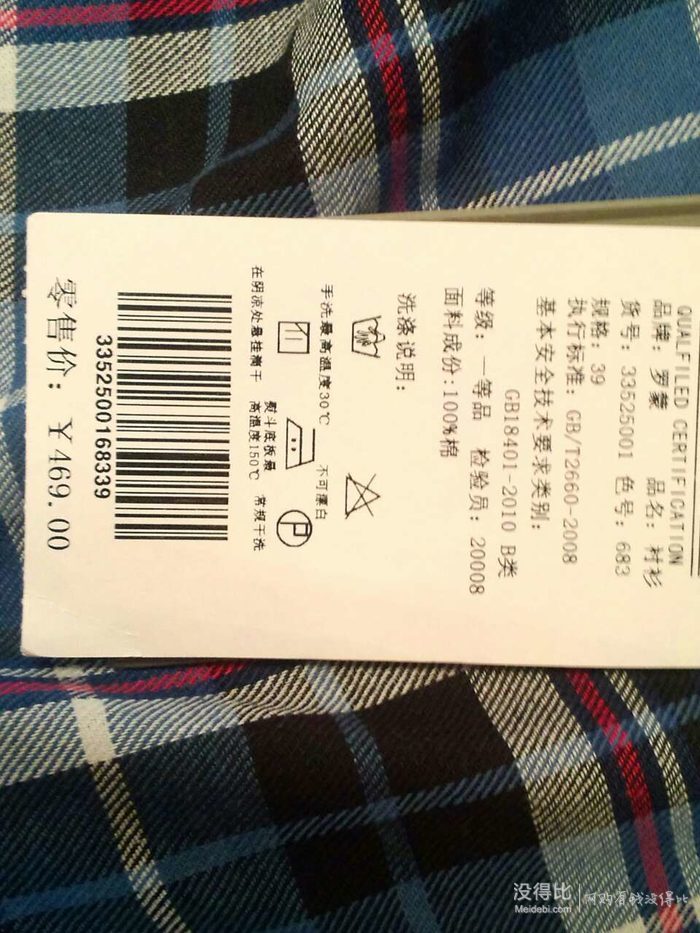 QUALFILED CERTIFICATION
品牌：罗蒙 品名：衬衫
货号：33525001 色号：683
规格：39
执行标准：GB/T2660-2008
基本安全技术要求类别：
GB18401-2010 B类
等级：一等品 检验员：20008
面料成份：100%棉
洗涤说明：
手洗最高温度30℃
不可漂白
在阴凉处悬挂滴干
熨斗底板最
高温度150℃
常规干洗
3352500168339
零售价：￥469.00
没得比
Meidebi.com
啊购看钱没得比